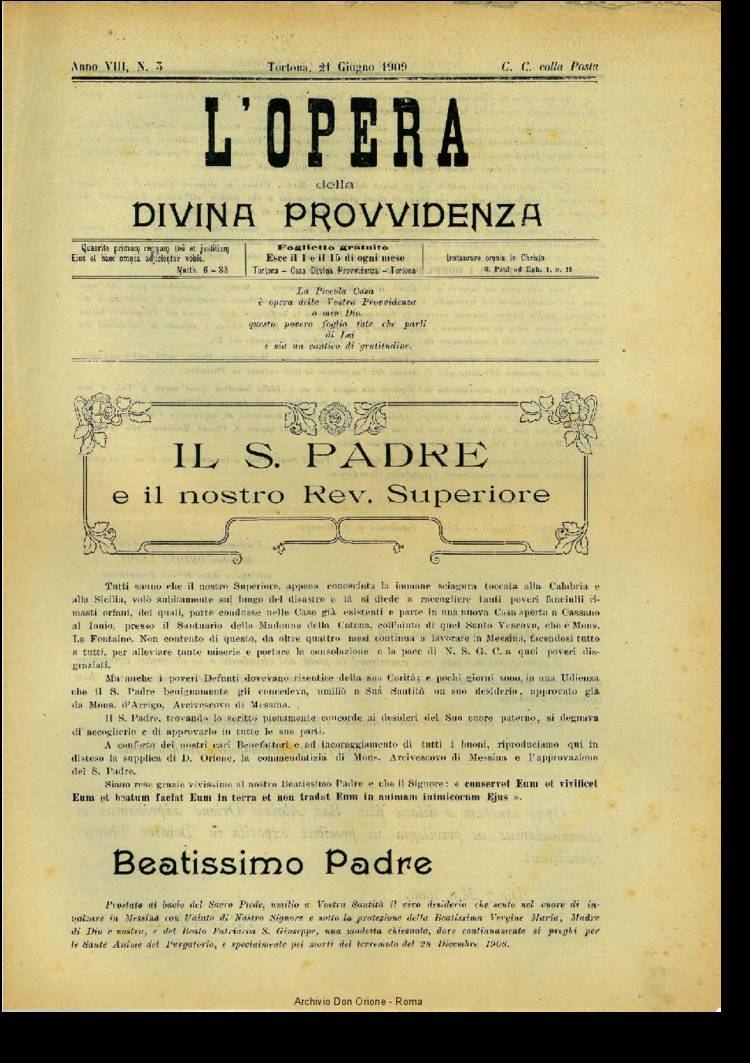 Anno VIII, N. 5 Tortona, 21 Giugno 1909 C. C. colla Posta
L'OPERA
della
DIVINA PROVVIDENZA
Quaerite primum regnum Dei et justitiam
Eius et haec omnia adjicientur vobis.
Matth. 6 - 33
Foglietto gratuito
Esce il 1 e il 15 di ogni mese
Tortona - Casa Divina Provvidenza - Tortona
Instaurare omnia in Christo
S. Paul ad Eph. 1. v. 10
La Piccola Casa
è opera della Vostra Provvidenza
o mio Dio,
questo povero foglio fate che parli
di Lei
e sia un cantico di gratitudine.
IL S. PADRE
e il nostro Rev. Superiore
Tutti sanno che il nostro Superiore, appena conosciuta la immane sciagura toccata alla Calabria e
alla Sicilia, volò subitamente sul luogo del disastro e là si diede a raccogliere tanti poveri fanciulli ri-
masti orfani, dei quali, parte condusse nelle Case già esistenti e parte in una nuova Casa aperta a Cassano
al Ionio, presso il Santuario della Madonna della Catena, coll'aiuto di quel Santo Vescovo, che è Mons.
La Fontaine. Non contento di questo, da oltre quattro mesi continua a lavorare in Messina, facendosi tutto
a tutti, per alleviare tante miserie e portare la consolazione e la pace di N. S. G. C. a quei poveri dis-
graziati.
Ma anche i poveri Defunti dovevano risentire della sua Carità; e pochi giorni sono, in una Udienza
che il S. Padre benignamente gli concedeva, umiliò a Sua Santità un suo desiderio, approvato già
da Mons. d'Arrigo, Arcivescovo di Messina.
Il S. Padre, trovando lo scritto pienamente concorde ai desideri del Suo cuore paterno, si degnava
di accoglierlo e di approvarlo in tutte le sue parti.
A conforto dei nostri cari Benefattori e ad incoraggiamento di tutti i buoni, riproduciamo qui in
disteso la supplica di D. Orione, la commendatizia di Mons. Arcivescovo di Messina e l'approvazione
del S. Padre.
Siano rese grazie vivissime al nostro Beatissimo Padre e che il Signore: « conservet Eum et vivificet
Eum et beatum faciat Eum in terra et non tradat Eum in animam inimicorum Ejus ».
Beatissimo Padre
Prostato al bacio del Sacro Piede, umilio a Vostra Santità il vivo desiderio che sento nel cuore di in-
nalzare in Messina con l'aiuto di Nostro Signore e sotto la protezione della Beatissima Vergine Maria, Madre
di Dio e nostra, e del Beato Patriarca S. Giuseppe, una modesta chiesuola, dove continuamente si preghi per
le Sante Anime del Purgatorio, e specialmente pei morti del terremoto del 28 Dicembre 1908.
Archivio Don Orione - Roma